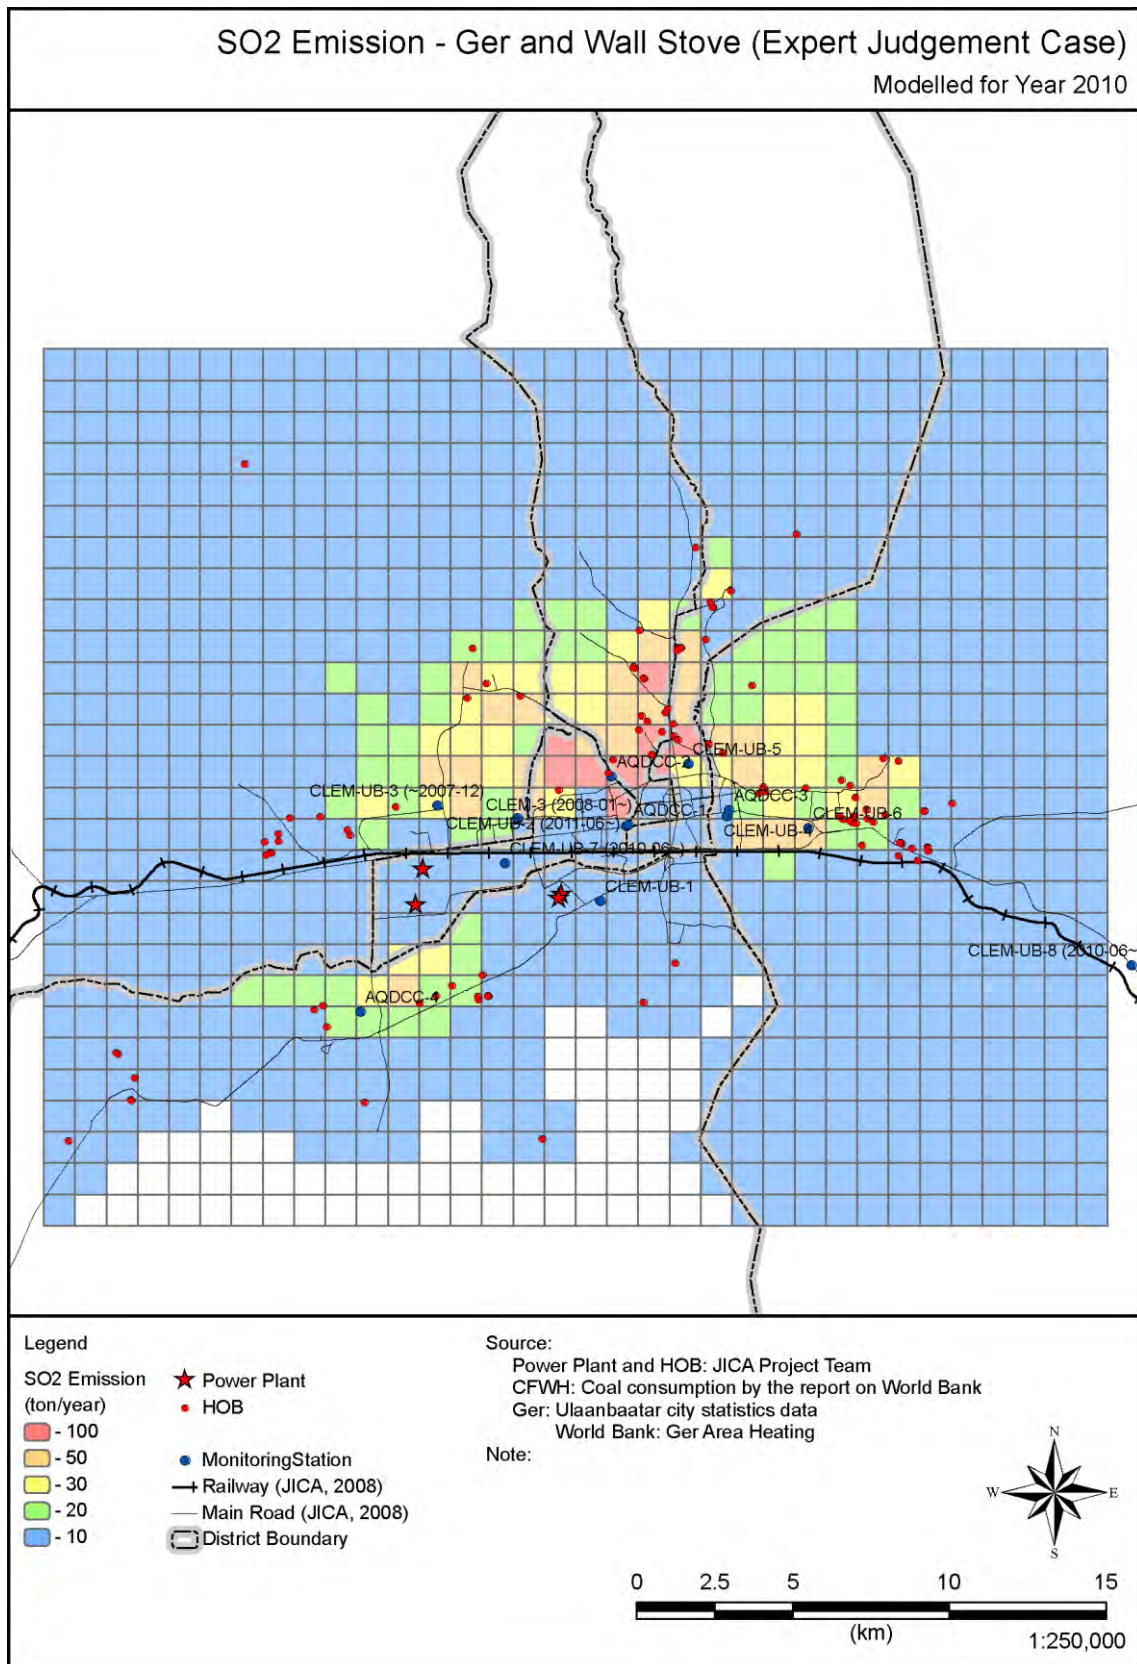 SO2 Emission - Ger and Wall Stove (Expert Judgement Case)
Modelled for Year 2010
CLEM-UB-5
AQDCC-2
CLEM-UB-3 (~2007-12)
CLEM-3 (2008-01~)
AQDCC-1
AQDCC-3
CLEM-UB-2 (2011-06~)
CLEM-UB-4
CLEM-UB-6
CLEM-UB-7 (2010-06~)
CLEM-UB-1
CLEM-UB-8 (2010-06~
AQDCC-4
Legend
SO2 Emission
(ton/year)
- 100
- 50
- 30
- 20
- 10
Power Plant
HOB
MonitoringStation
Railway (JICA, 2008)
Main Road (JICA, 2008)
District Boundary
Source:
Power Plant and HOB: JICA Project Team
CFWH: Coal consumption by the report on World Bank
Ger: Ulaanbaatar city statistics data
World Bank: Ger Area Heating
Note:
N
W E
S
0 2.5 5 10 15
(km)
1:250,000